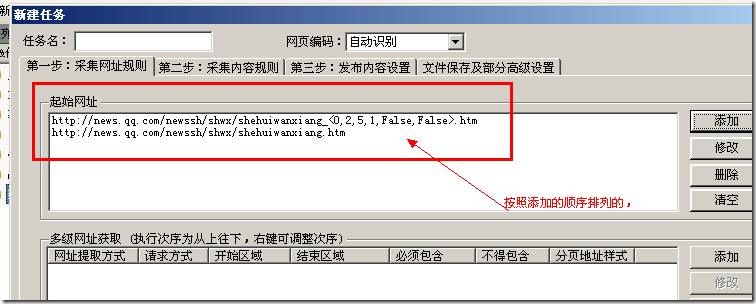 新建任务
任务名：
网页编码：
自动识别
第一步：采集网址规则 第二步：采集内容规则 第三步：发布内容设置 文件保存及部分高级设置
起始网址
http://news.qq.com/newssh/shwx/shehuiwanxiang_<0,2,5,1,False,False>.htm
http://news.qq.com/newssh/shwx/shehuiwanxiang.htm
添加
修改
删除
清空
按照添加的顺序排列的，
多级网址获取（执行次序为从上往下，右键可调整次序）
网址提取方式 请求方式 开始区域 结束区域 必须包含 不得包含 分页地址样式
添加
修改